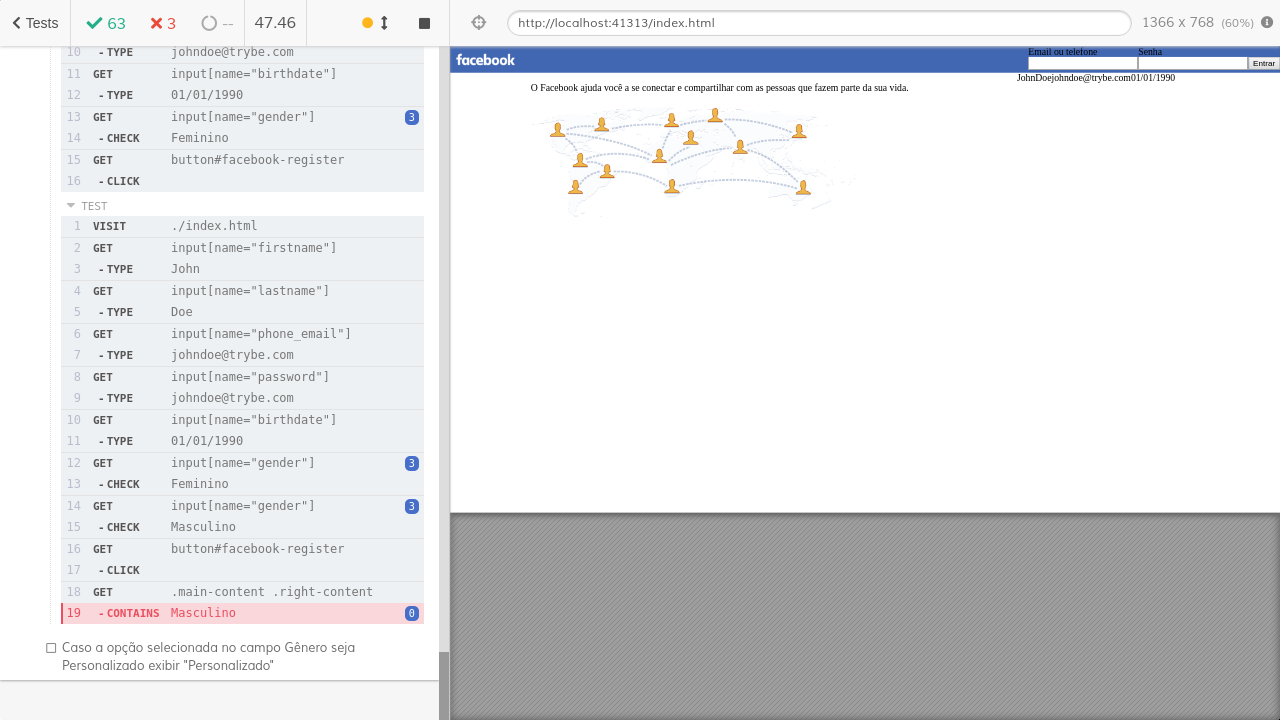 Tests 63 3 -- 47.46
http://localhost:41313/index.html 1366 x 768 (60%)
10 -TYPE johndoe@trybe.com
11 GET input[name="birthdate"]
12 -TYPE 01/01/1990
13 GET input[name="gender"] 3
14 -CHECK Feminino
15 GET button#facebook-register
16 -CLICK
TEST
1 VISIT ./index.html
2 GET input[name="firstname"]
3 -TYPE John
4 GET input[name="lastname"]
5 -TYPE Doe
6 GET input[name="phone_email"]
7 -TYPE johndoe@trybe.com
8 GET input[name="password"]
9 -TYPE johndoe@trybe.com
10 GET input[name="birthdate"]
11 -TYPE 01/01/1990
12 GET input[name="gender"] 3
13 -CHECK Feminino
14 GET input[name="gender"] 3
15 -CHECK Masculino
16 GET button#facebook-register
17 -CLICK
18 GET .main-content .right-content
19 -CONTAINS Masculino 0
Caso a opção selecionada no campo Gênero seja
Personalizado exibir "Personalizado"
facebook
Email ou telefone Senha
Entrar
JohnDoejohndoe@trybe.com01/01/1990
O Facebook ajuda você a se conectar e compartilhar com as pessoas que fazem parte da sua vida.